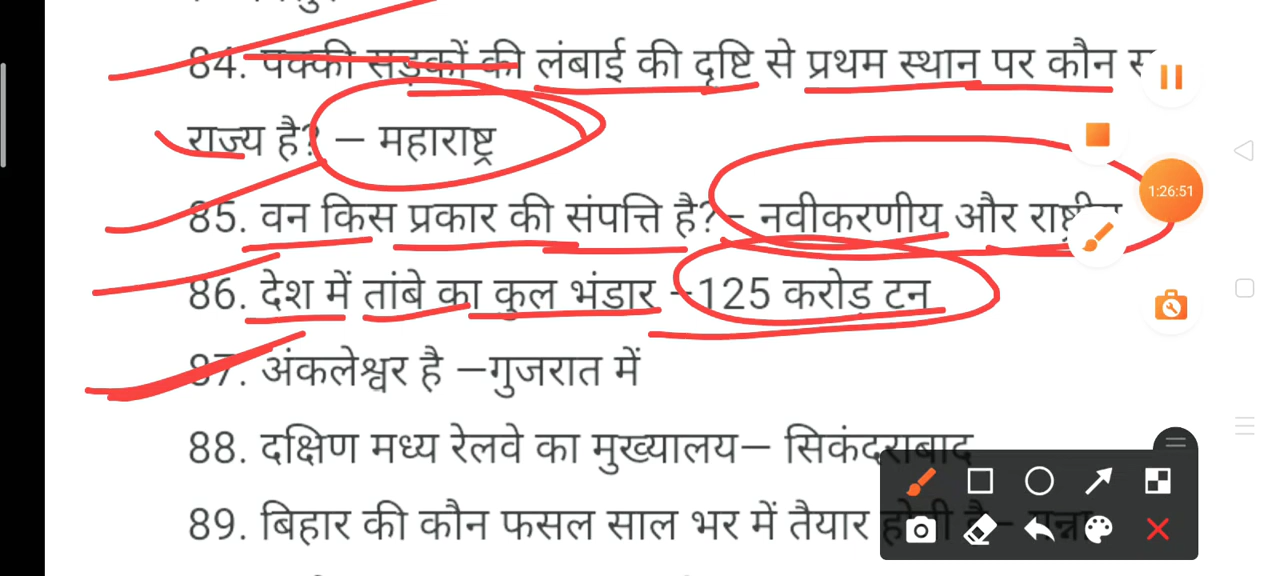 84. पक्की सड़कों की लंबाई की दृष्टि से प्रथम स्थान पर कौन
राज्य है? – महाराष्ट्र
85. वन किस प्रकार की संपत्ति है?– नवीकरणीय और
1:26:51
86. देश में तांबे का कुल भंडार –125 करोड़ टन
87. अंकलेश्वर है –गुजरात में
88. दक्षिण मध्य रेलवे का मुख्यालय– सिकंदराबाद
89. बिहार की कौन फसल साल भर में तैयार होती है– गन्ना